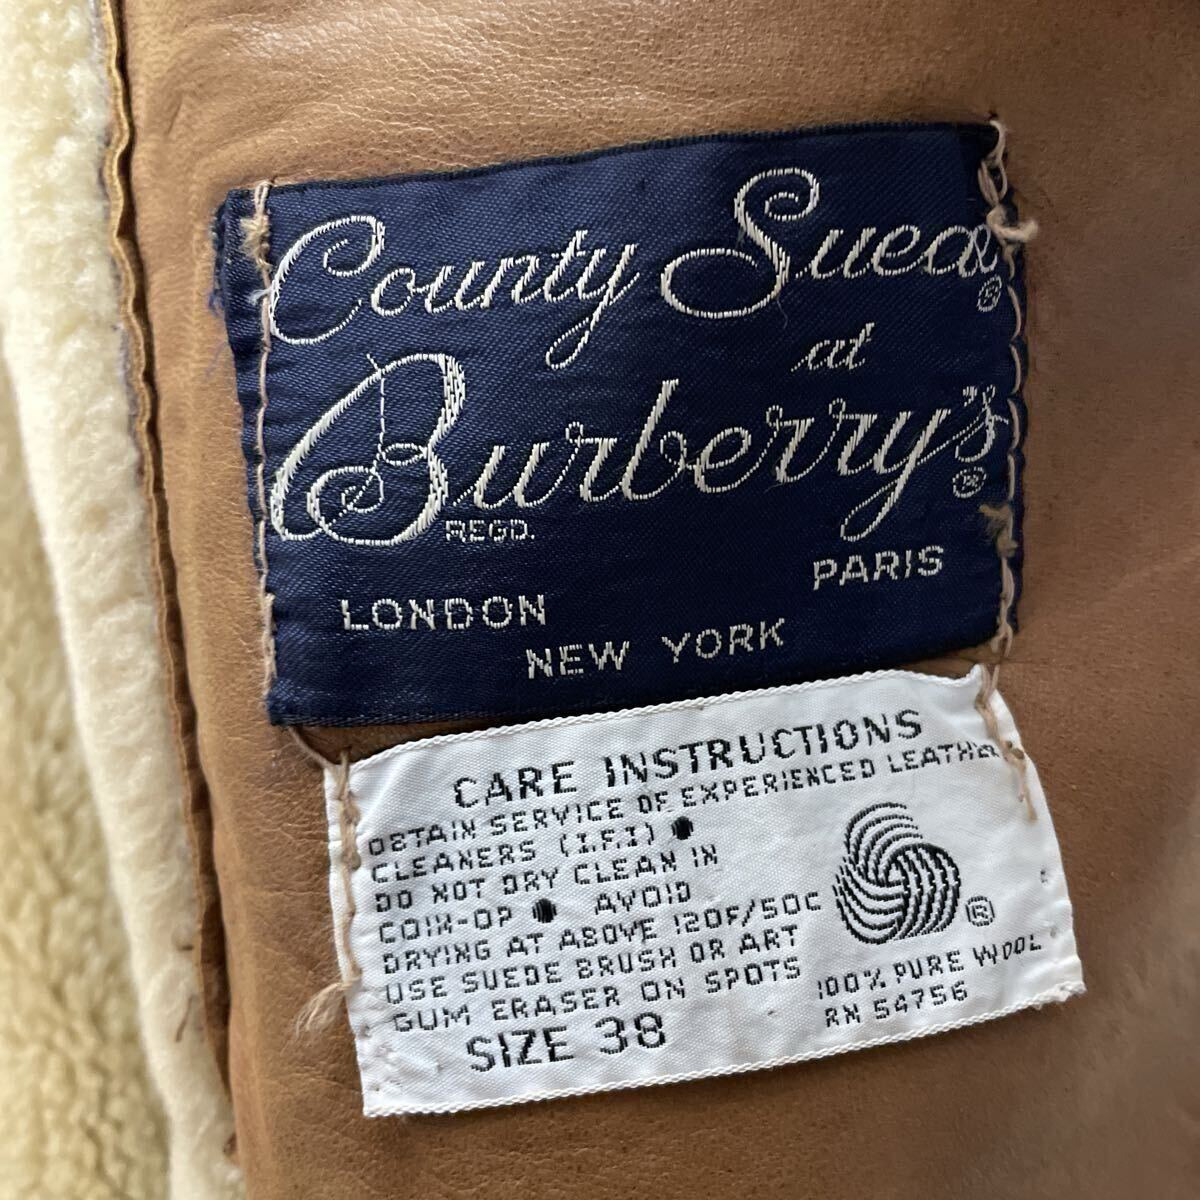 County Suede ®
at
Burberry's ®
REGD.
LONDON
NEW YORK
PARIS
CARE INSTRUCTIONS
OBTAIN SERVICE OF EXPERIENCED LEATHER
CLEANERS (I.F.I) •
DO NOT DRY CLEAN IN
COIN-OP • AVOID
DRYING AT ABOVE 120F/50C
USE SUEDE BRUSH OR ART
GUM ERASER ON SPOTS
SIZE 38
®
100% PURE WOOL
RN 54756